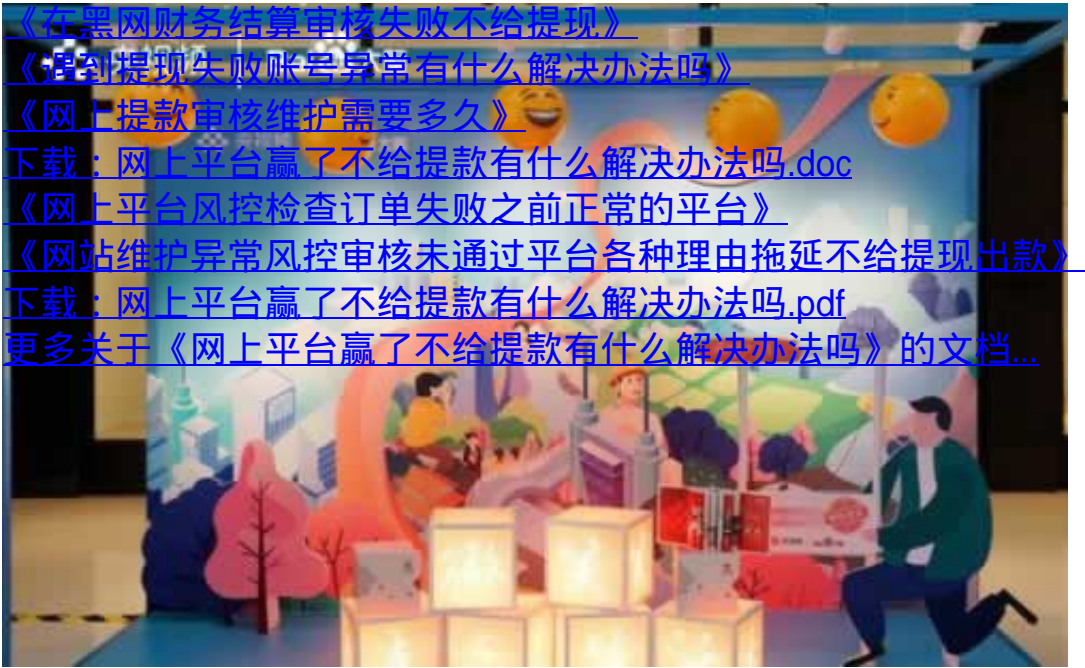 《在黑网财务结算审核失败不给提现》
《遇到提现失败账号异常有什么解决办法吗》
《网上提款审核维护需要多久》
下载：网上平台赢了不给提款有什么解决办法吗.doc
《网上平台风控检查订单失败之前正常的平台》
《网站维护异常风控审核未通过平台各种理由拖延不给提现出款》
下载：网上平台赢了不给提款有什么解决办法吗.pdf
更多关于《网上平台赢了不给提款有什么解决办法吗》的文档...